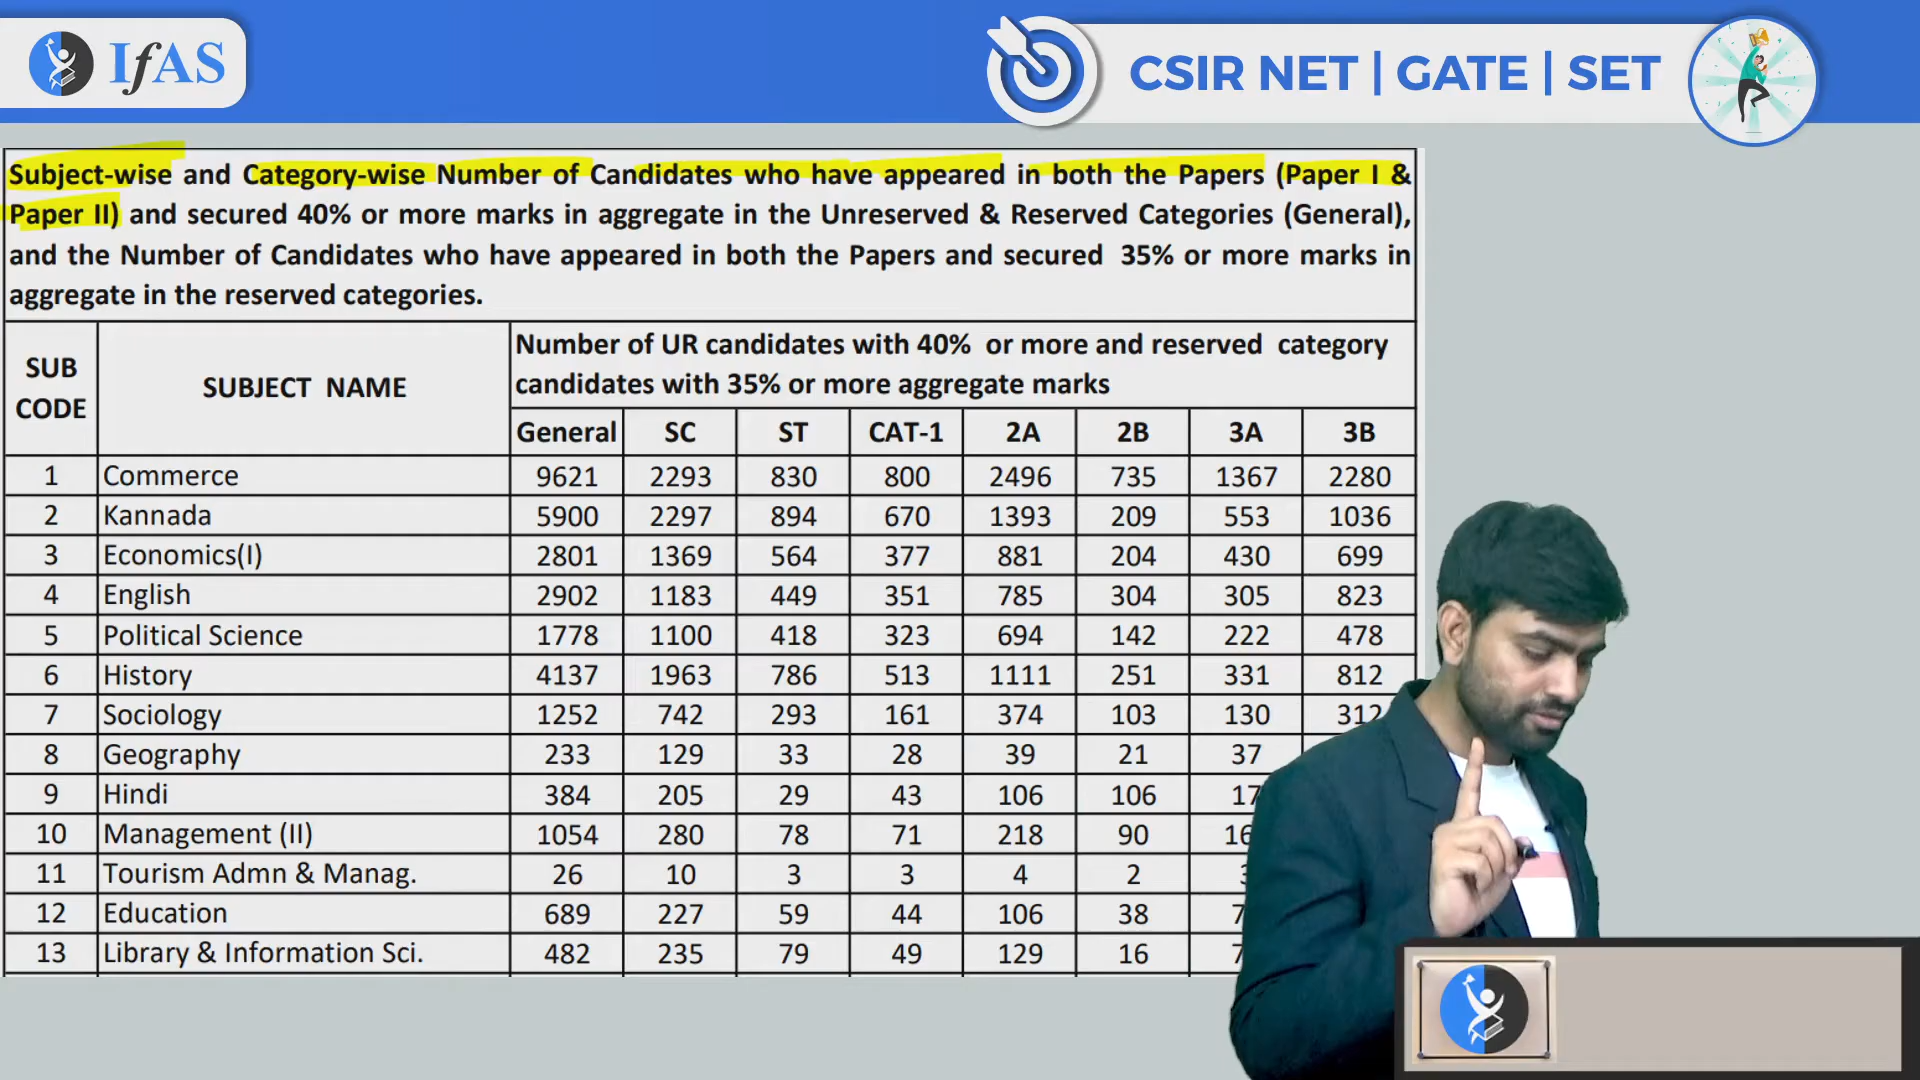 IfAS
CSIR NET | GATE | SET
Subject-wise and Category-wise Number of Candidates who have appeared in both the Papers (Paper I &
Paper II) and secured 40% or more marks in aggregate in the Unreserved & Reserved Categories (General),
and the Number of Candidates who have appeared in both the Papers and secured 35% or more marks in
aggregate in the reserved categories.
SUB CODE SUBJECT NAME Number of UR candidates with 40% or more and reserved category
candidates with 35% or more aggregate marks
General SC ST CAT-1 2A 2B 3A 3B
1 Commerce 9621 2293 830 800 2496 735 1367 2280
2 Kannada 5900 2297 894 670 1393 209 553 1036
3 Economics(I) 2801 1369 564 377 881 204 430 699
4 English 2902 1183 449 351 785 304 305 823
5 Political Science 1778 1100 418 323 694 142 222 478
6 History 4137 1963 786 513 1111 251 331 812
7 Sociology 1252 742 293 161 374 103 130 312
8 Geography 233 129 33 28 39 21 37
9 Hindi 384 205 29 43 106 106
10 Management (II) 1054 280 78 71 218 90
11 Tourism Admn & Manag. 26 10 3 3 4 2
12 Education 689 227 59 44 106 38
13 Library & Information Sci. 482 235 79 49 129 16